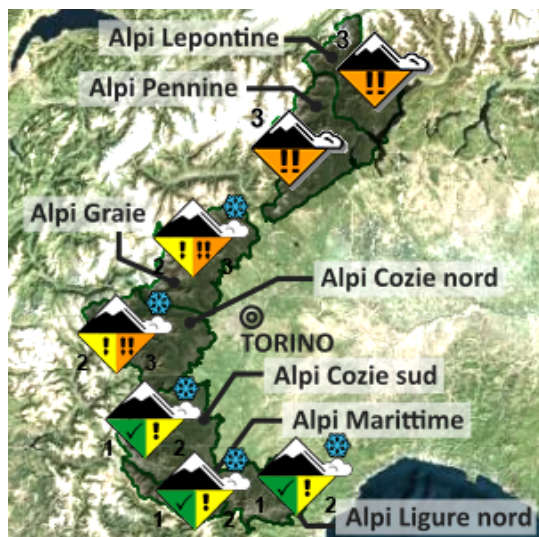 Alpi Lepontine
3
!!
Alpi Pennine
3
!!
Alpi Graie
! !!
2 3
Alpi Cozie nord
! !!
2 3
TORINO
Alpi Cozie sud
!
1 2
Alpi Marittime
!
1 2
!
1 2
Alpi Ligure nord